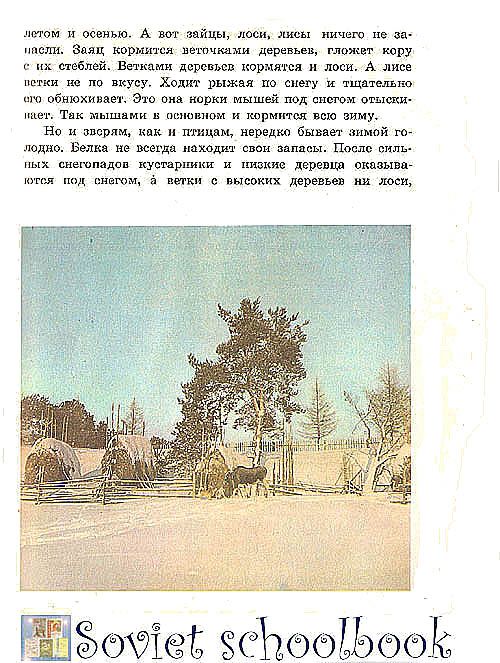 летом и осенью. А вот зайцы, лоси, лисы ничего не за-
пасли. Заяц кормится веточками деревьев, гложет кору
с их стеблей. Ветками деревьев кормятся и лоси. А лисе
ветки не по вкусу. Ходит рыжая по снегу и тщательно
его обнюхивает. Это она норки мышей под снегом отыски-
вает. Так мышами в основном и кормится всю зиму.
Но и зверям, как и птицам, нередко бывает зимой го-
лодно. Белка не всегда находит свои запасы. После силь-
ных снегопадов кустарники и низкие деревца оказыва-
ются под снегом, а ветки с высоких деревьев ни лоси,
Soviet schoolbook